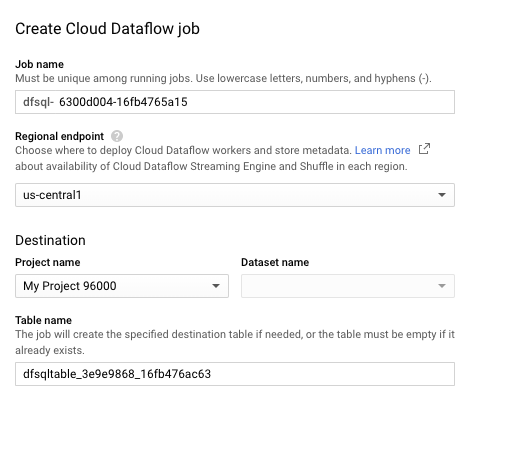 Create Cloud Dataflow job
Job name
Must be unique among running jobs. Use lowercase letters, numbers, and hyphens (-).
dfsql- 6300d004-16fb4765a15
Regional endpoint ?
Choose where to deploy Cloud Dataflow workers and store metadata. Learn more
about availability of Cloud Dataflow Streaming Engine and Shuffle in each region.
us-central1
Destination
Project name Dataset name
My Project 96000
Table name
The job will create the specified destination table if needed, or the table must be empty if it
already exists.
dfsqltable_3e9e9868_16fb476ac63